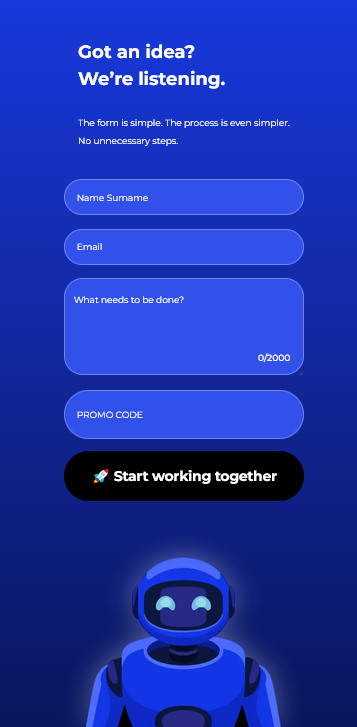 Got an idea?
We’re listening.
The form is simple. The process is even simpler.
No unnecessary steps.
Name Surname
Email
What needs to be done?
0/2000
PROMO CODE
🚀 Start working together